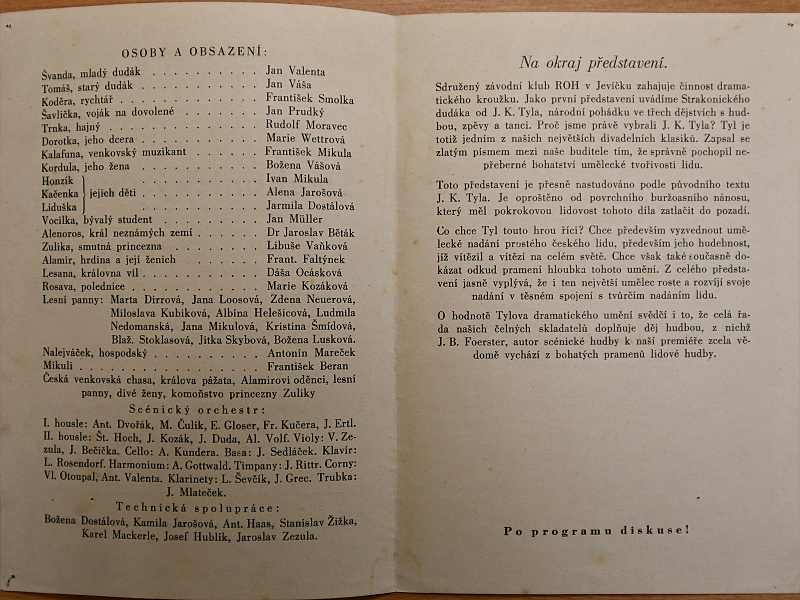 OSOBY A OBSAZENÍ:
Švanda, mladý dudák . . . . . . . . . . Jan Valenta
Tomáš, starý dudák . . . . . . . . . . Jan Váša
Koděra, rychtář . . . . . . . . . . . . František Smolka
Šavlička, voják na dovolené . . . . . . . Jan Prudký
Trnka, hajný . . . . . . . . . . . . . Rudolf Moravec
Dorotka, jeho dcera . . . . . . . . . . Marie Wettrová
Kalafuna, venkovský muzikant . . . . . . František Mikula
Kordula, jeho žena . . . . . . . . . . Božena Vášová
Honzík . . . . . . . . . . Ivan Mikula
Kačenka } jejich děti . . . . . . . . . Alena Jarošová
Liduška . . . . . . . . . . Jarmila Dostálová
Vocilka, bývalý student . . . . . . . . Jan Müller
Alenoros, král neznámých zemí . . . . . . Dr Jaroslav Běták
Zulika, smutná princezna . . . . . . . . Libuše Vaňková
Alamir, hrdina a její ženich . . . . . . . Frant. Faltýnek
Lesana, královna víl . . . . . . . . . . Dáša Ocásková
Rosava, polednice . . . . . . . . . . . Marie Kozáková
Lesní panny: Marta Dirrová, Jana Loosová, Zdena Neuerová,
Miloslava Kubíková, Albína Helešicová, Ludmila
Nedomanská, Jana Mikulová, Kristina Šmídová,
Blaž. Stoklasová, Jitka Skybová, Božena Lusková.
Nalejváček, hospodský . . . . . . . . . Antonín Mareček
Mikuli . . . . . . . . . . . . . . . František Beran
Česká venkovská chasa, králova pážata, Alamirovi oděnci, lesní
panny, divé ženy, komoňstvo princezny Zuliky
Scénický orchestr:
I. housle: Ant. Dvořák, M. Čulík, E. Gloser, Fr. Kučera, J. Ertl.
II. housle: Št. Hoch, J. Kozák, J. Duda, Al. Volf. Violy: V. Ze-
zula, J. Bečička. Cello: A. Kundera. Basa: J. Sedláček. Klavír:
L. Rosendorf. Harmonium: A. Gottwald. Timpany: J. Rittr. Corny:
Vl. Otoupal, Ant. Valenta. Klarinety: L. Ševčík, J. Grec. Trubka:
J. Mlateček.
Technická spolupráce:
Božena Dostálová, Kamila Jarošová, Ant. Haas, Stanislav Žižka,
Karel Mackerle, Josef Hublík, Jaroslav Zezula.
Na okraj představení.
Sdružený závodní klub ROH v Jevíčku zahajuje činnost drama-
tického kroužku. Jako první představení uvádíme Strakonického
dudáka od J. K. Tyla, národní pohádku ve třech dějstvích s hud-
bou, zpěvy a tanci. Proč jsme právě vybrali J. K. Tyla? Tyl je
totiž jedním z našich největších divadelních klasiků. Zapsal se
zlatým písmem mezi naše buditele tím, že správně pochopil ne-
přeberné bohatství umělecké tvořivosti lidu.
Toto představení je přesně nastudováno podle původního textu
J. K. Tyla. Je oproštěno od povrchního buržoasního nánosu,
který měl pokrokovou lidovost tohoto díla zatlačit do pozadí.
Co chce Tyl touto hrou říci? Chce především vyzvednout umě-
lecké nadání prostého českého lidu, především jeho hudebnost,
jíž vítězil a vítězí na celém světě. Chce však také současně do-
kázat odkud pramení hloubka tohoto umění. Z celého předsta-
vení jasně vyplývá, že i ten největší umělec roste a rozvíjí svoje
nadání v těsném spojení s tvůrčím nadáním lidu.
O hodnotě Tylova dramatického umění svědčí i to, že celá řa-
da našich čelných skladatelů doplňuje děj hudbou, z nichž
J. B. Foerster, autor scénické hudby k naší premiéře zcela vě-
domě vychází z bohatých pramenů lidové hudby.
Po programu diskuse!